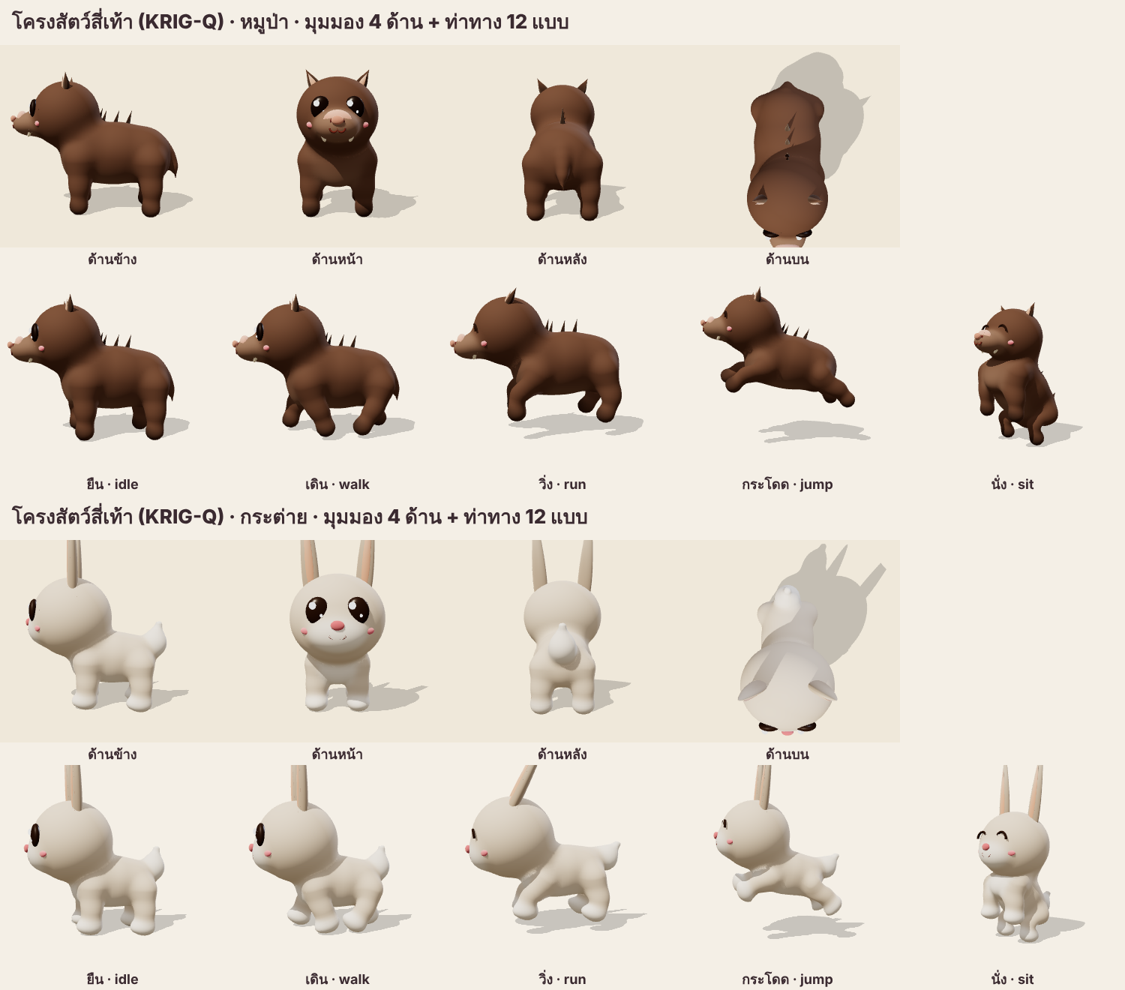 โครงสัตว์สี่เท้า (KRIG-Q) · หมูป่า · มุมมอง 4 ด้าน + ท่าทาง 12 แบบ
ด้านข้าง ด้านหน้า ด้านหลัง ด้านบน
ยืน · idle เดิน · walk วิ่ง · run กระโดด · jump นั่ง · sit
โครงสัตว์สี่เท้า (KRIG-Q) · กระต่าย · มุมมอง 4 ด้าน + ท่าทาง 12 แบบ
ด้านข้าง ด้านหน้า ด้านหลัง ด้านบน
ยืน · idle เดิน · walk วิ่ง · run กระโดด · jump นั่ง · sit